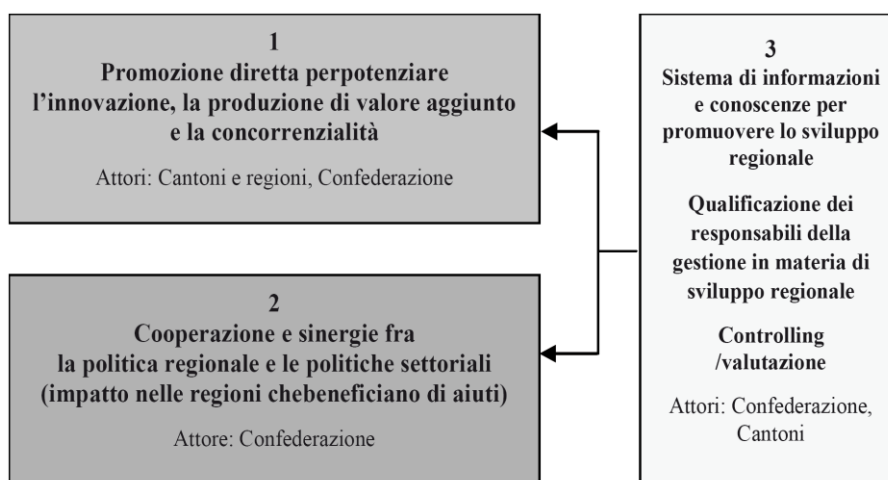 1
Promozione diretta perpotenziare
l’innovazione, la produzione di valore aggiunto
e la concorrenzialità
Attori: Cantoni e regioni, Confederazione
2
Cooperazione e sinergie fra
la politica regionale e le politiche settoriali
(impatto nelle regioni chebeneficiano di aiuti)
Attore: Confederazione
3
Sistema di informazioni
e conoscenze per
promuovere lo sviluppo
regionale
Qualificazione dei
responsabili della
gestione in materia di
sviluppo regionale
Controlling
/valutazione
Attori: Confederazione,
Cantoni